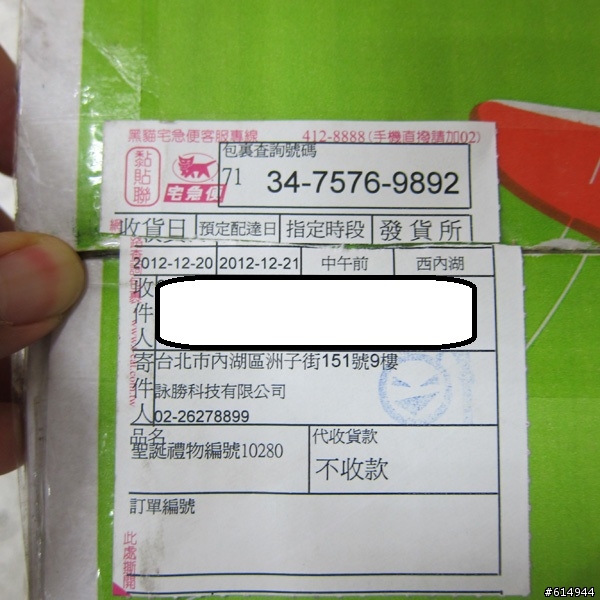 黑貓宅急便客服專線 412-8888(手機直撥請加02)
黏貼聯
宅急便
包裹查詢號碼
71 34-7576-9892
收貨日 預定配達日 指定時段 發貨所
2012-12-20 2012-12-21 中午前 西內湖
收件人
寄件人
台北市內湖區洲子街151號9樓
詠勝科技有限公司
02-26278899
品名
聖誕禮物編號10280
代收貨款
不收款
訂單編號
此處撕開
#614944